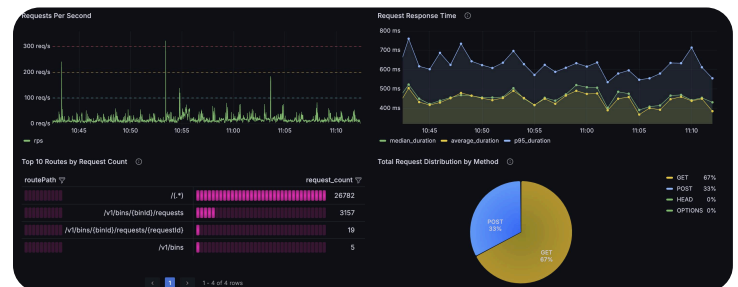 Requests Per Second
300 req/s
200 req/s
100 req/s
0 req/s
10:45 10:50 10:55 11:00 11:05 11:10
rps
Request Response Time
800 ms
700 ms
600 ms
500 ms
400 ms
10:45 10:50 10:55 11:00 11:05 11:10
median_duration average_duration p95_duration
Top 10 Routes by Request Count
routePath request_count
/(.*) 26782
/v1/bins/{binId}/requests 3157
/v1/bins/{binId}/requests/{requestId} 19
/v1/bins 5
1
1 - 4 of 4 rows
Total Request Distribution by Method
POST
33%
GET
67%
GET 67%
POST 33%
HEAD 0%
OPTIONS 0%